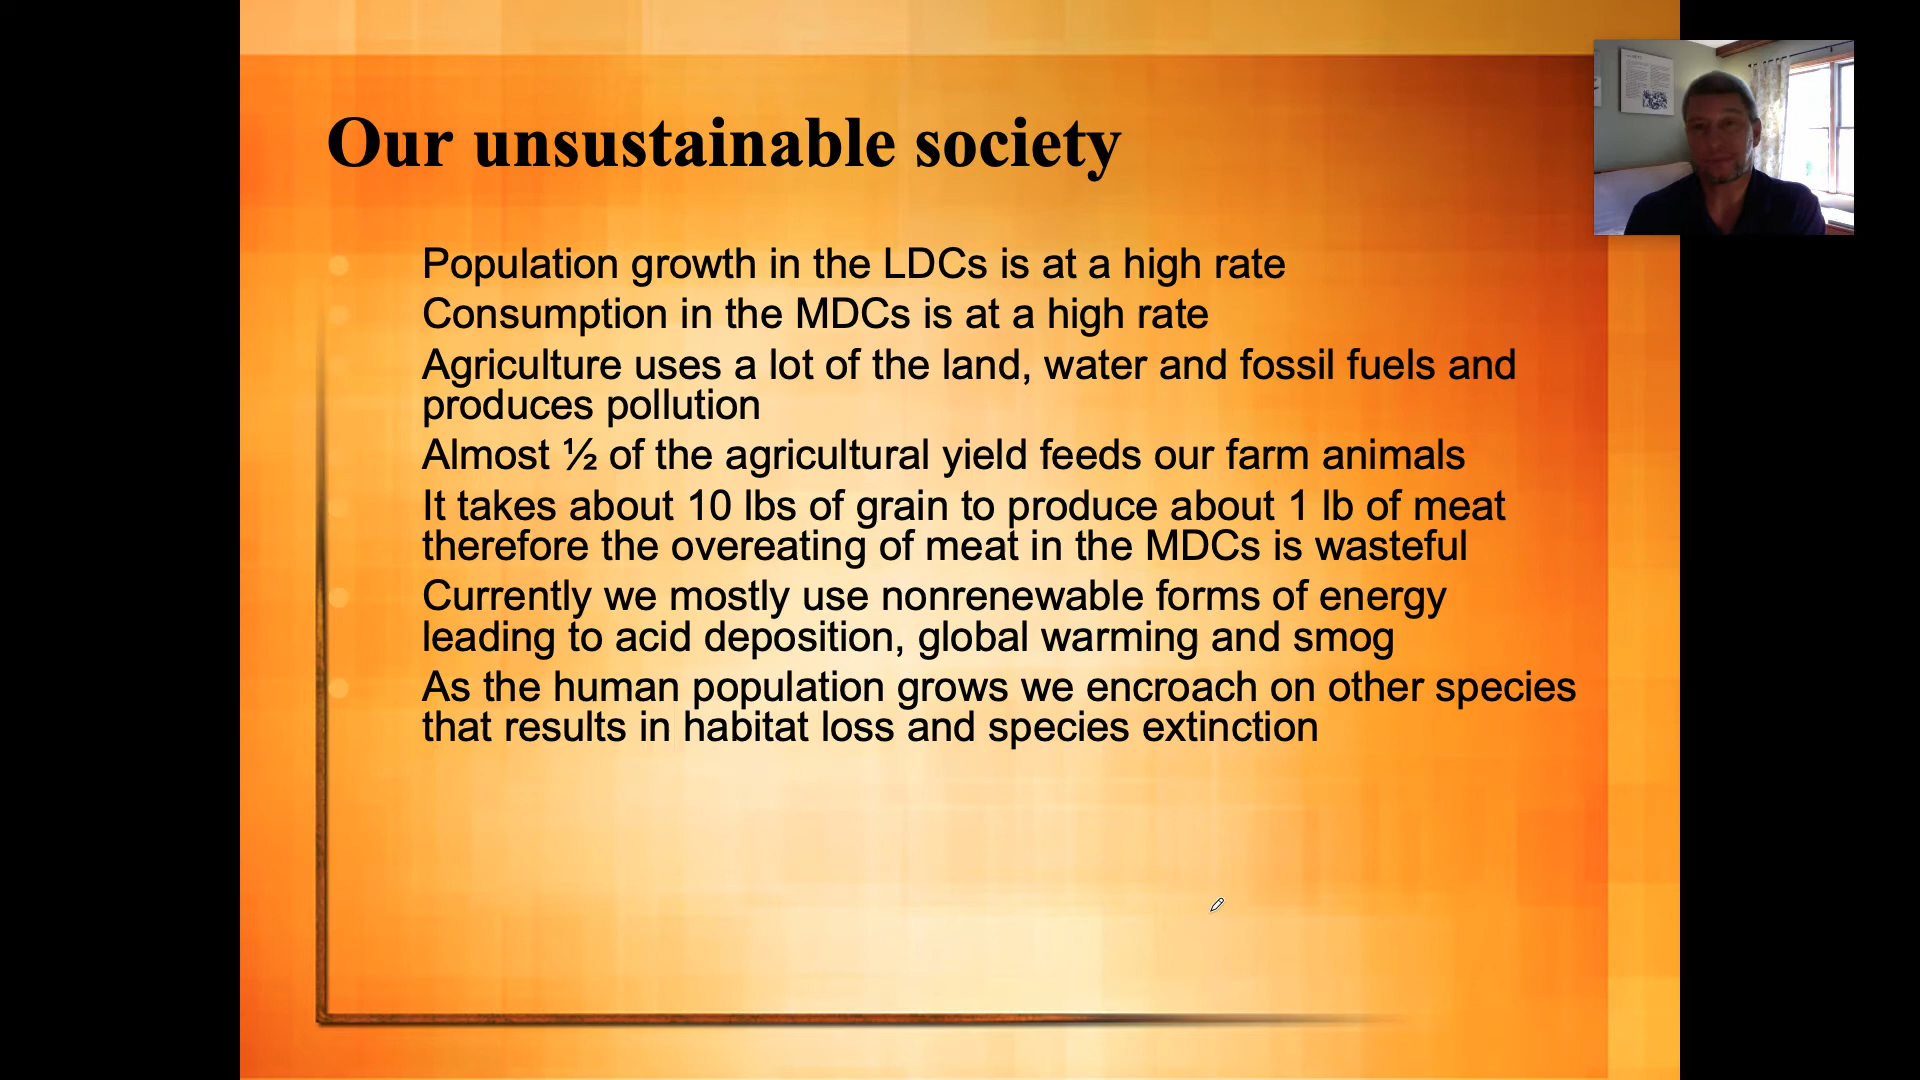 Our unsustainable society
Population growth in the LDCs is at a high rate
Consumption in the MDCs is at a high rate
Agriculture uses a lot of the land, water and fossil fuels and
produces pollution
Almost ½ of the agricultural yield feeds our farm animals
It takes about 10 lbs of grain to produce about 1 lb of meat
therefore the overeating of meat in the MDCs is wasteful
Currently we mostly use nonrenewable forms of energy
leading to acid deposition, global warming and smog
As the human population grows we encroach on other species
that results in habitat loss and species extinction